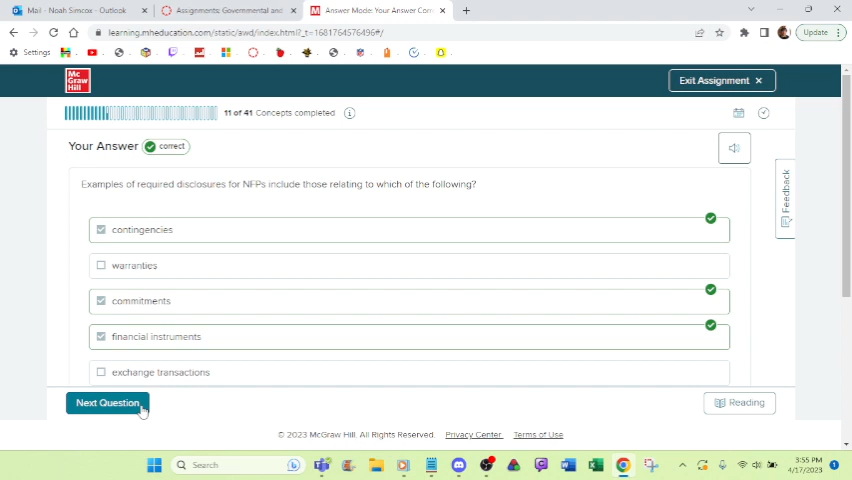 Mail - Noah Simcox - Outlook
Assignments: Governmental and
Answer Mode: Your Answer Corr
learning.mheducation.com/static/awd/index.html?_t=1681764576496#/
Update
Settings
Mc
Graw
Hill
Exit Assignment
11 of 41 Concepts completed
Your Answer
correct
Feedback
Examples of required disclosures for NFPs include those relating to which of the following?
contingencies
warranties
commitments
financial instruments
exchange transactions
Next Question
Reading
© 2023 McGraw Hill. All Rights Reserved. Privacy Center Terms of Use
Search
3:55 PM
4/17/2023
1